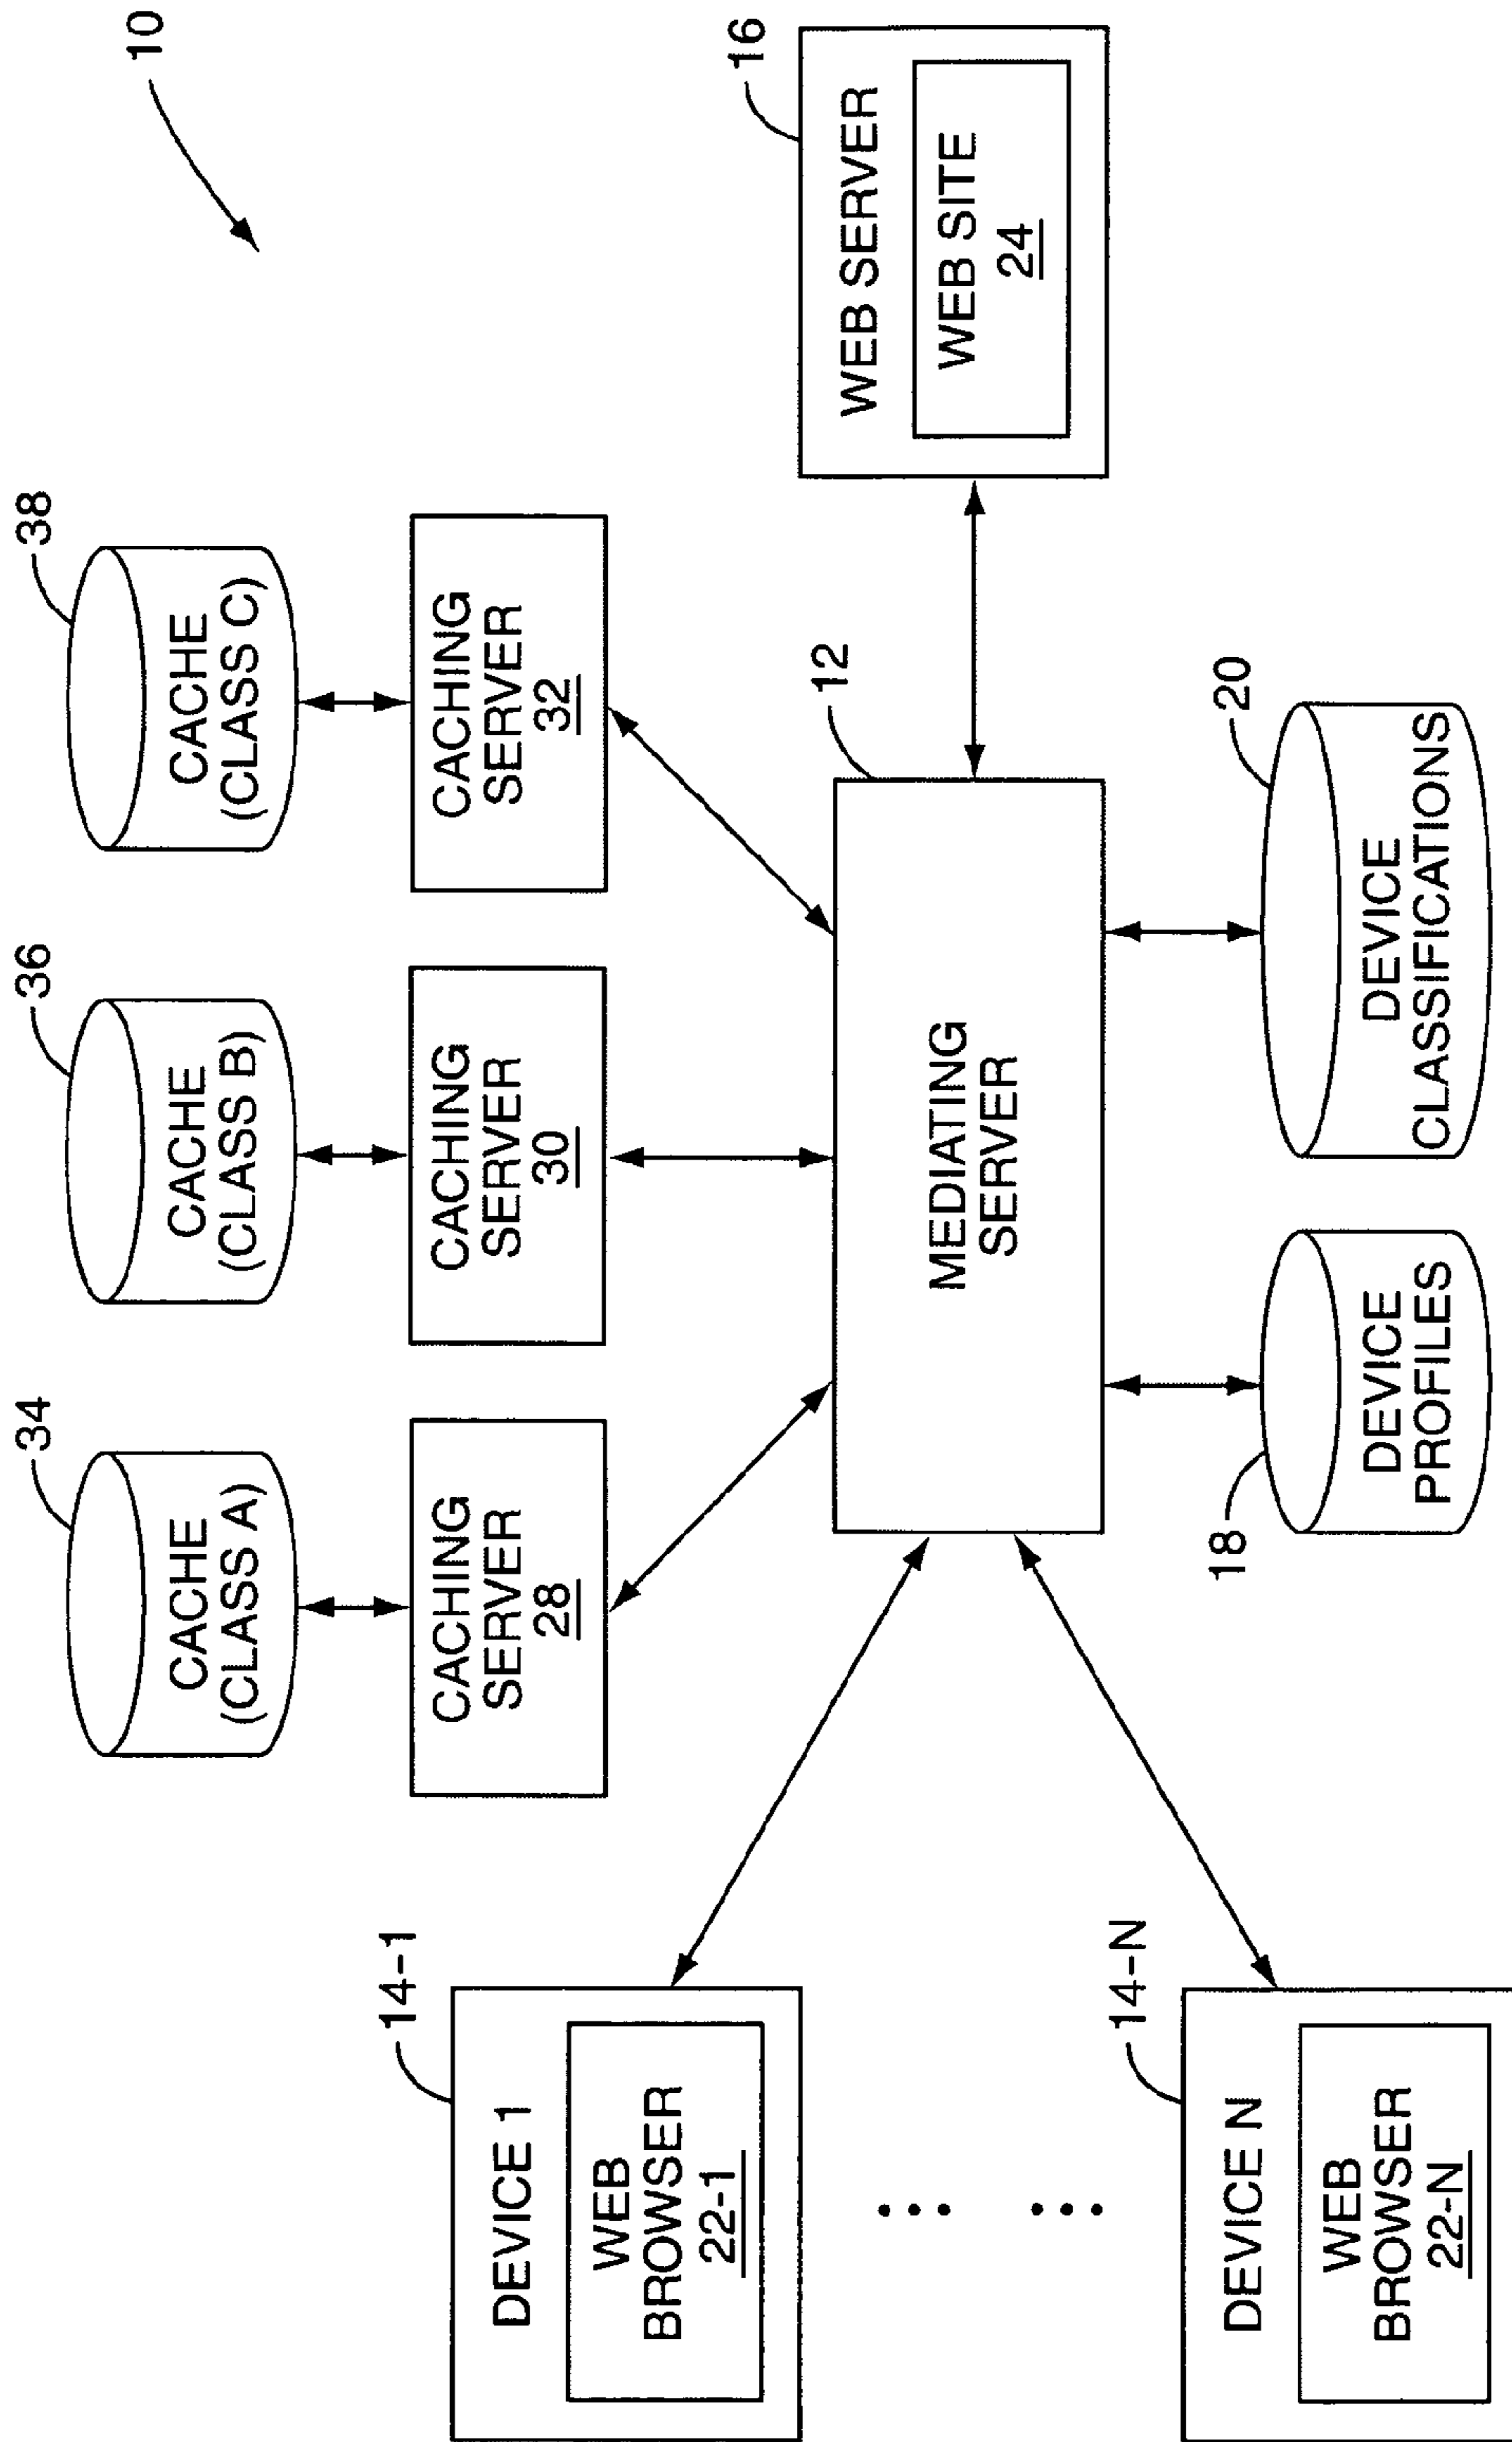 10
34
36
38
CACHE
(CLASS A)
CACHE
(CLASS B)
CACHE
(CLASS C)
CACHING
SERVER
28
CACHING
SERVER
30
CACHING
SERVER
32
14-1
DEVICE 1
WEB
BROWSER
22-1
12
MEDIATING
SERVER
16
WEB SERVER
WEB SITE
24
14-N
DEVICE N
WEB
BROWSER
22-N
18
DEVICE
PROFILES
20
DEVICE
CLASSIFICATIONS